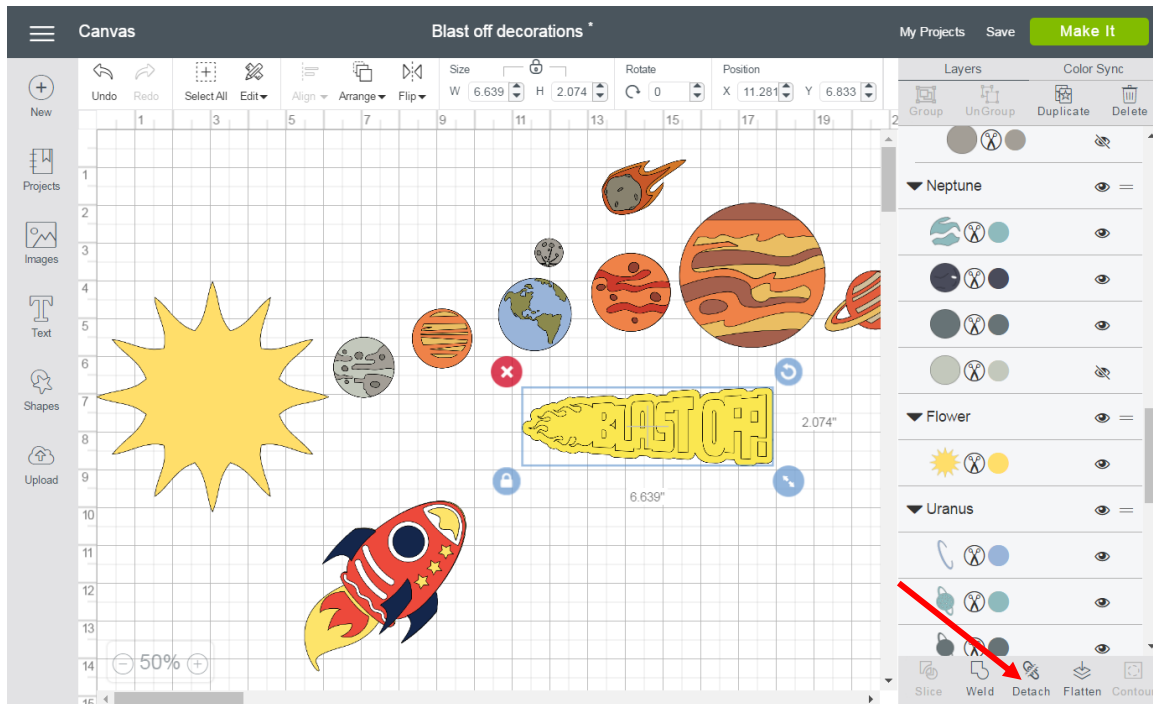 Canvas
Blast off decorations *
My Projects Save Make It
Undo Redo Select All Edit Align Arrange Flip
Size W 6.639 H 2.074
Rotate 0
Position X 11.281 Y 6.833
Layers Color Sync
Group UnGroup Duplicate Delete
New
Projects
Images
Text
Shapes
Upload
1 3 5 7 9 11 13 15 17 19 2
1
2
3
4
5
6
7
8
9
10
11
12
13
14
15
BLAST OFF!
2.074"
6.639"
50%
Neptune
Flower
Uranus
Slice Weld Detach Flatten Contour